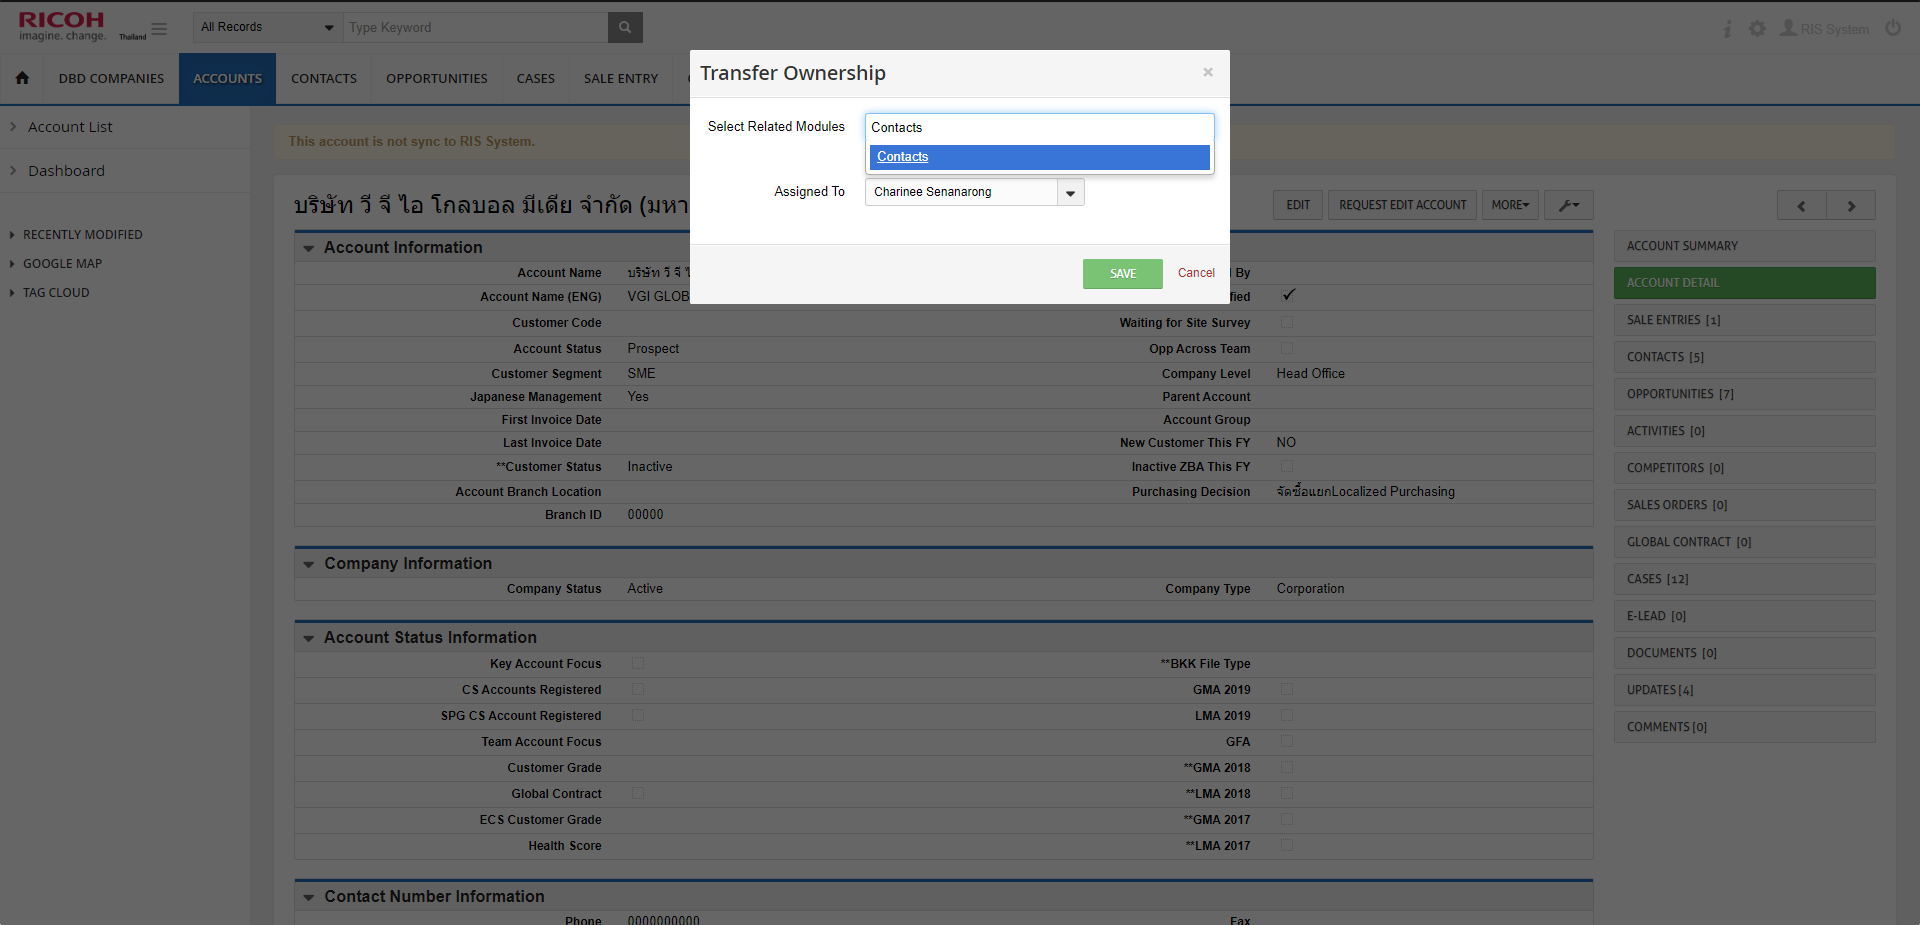 RICOH
imagine. change.
Thailand
All Records
Type Keyword
RIS System
DBD COMPANIES
ACCOUNTS
CONTACTS
OPPORTUNITIES
CASES
SALE ENTRY
Account List
Dashboard
RECENTLY MODIFIED
GOOGLE MAP
TAG CLOUD
This account is not sync to RIS System.
Transfer Ownership
×
Select Related Modules
Contacts
Contacts
Assigned To
Charinee Senanarong
SAVE
Cancel
บริษัท วี จี ไอ โกลบอล มีเดีย จำกัด (มหา
EDIT
REQUEST EDIT ACCOUNT
MORE
Account Information
Account Name บริษัท วี จี
By
Account Name (ENG) VGI GLOB
Customer Code
Waiting for Site Survey
Account Status Prospect
Opp Across Team
Customer Segment SME
Company Level Head Office
Japanese Management Yes
Parent Account
First Invoice Date
Account Group
Last Invoice Date
New Customer This FY NO
**Customer Status Inactive
Inactive ZBA This FY
Account Branch Location
Purchasing Decision จัดซื้อแยกLocalized Purchasing
Branch ID 00000
Company Information
Company Status Active
Company Type Corporation
Account Status Information
Key Account Focus
**BKK File Type
CS Accounts Registered
GMA 2019
SPG CS Account Registered
LMA 2019
Team Account Focus
GFA
Customer Grade
**GMA 2018
Global Contract
**LMA 2018
ECS Customer Grade
**GMA 2017
Health Score
**LMA 2017
Contact Number Information
Phone 0000000000
Fax
ACCOUNT SUMMARY
ACCOUNT DETAIL
SALE ENTRIES [1]
CONTACTS [5]
OPPORTUNITIES [7]
ACTIVITIES [0]
COMPETITORS [0]
SALES ORDERS [0]
GLOBAL CONTRACT [0]
CASES [12]
E-LEAD [0]
DOCUMENTS [0]
UPDATES[4]
COMMENTS[0]